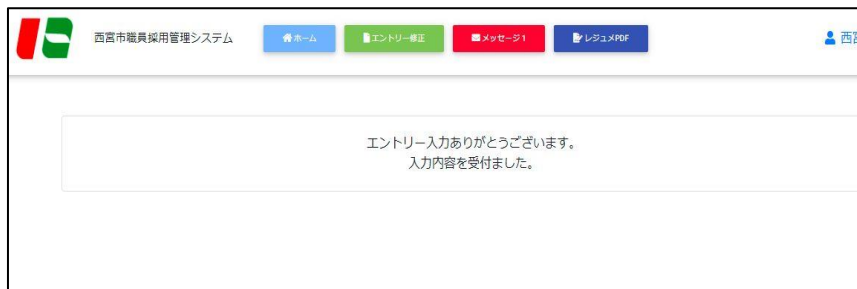 西宮市職員採用管理システム
ホーム
エントリー修正
メッセージ1
レジュメPDF
西宮
エントリー入力ありがとうございます。
入力内容を受付ました。